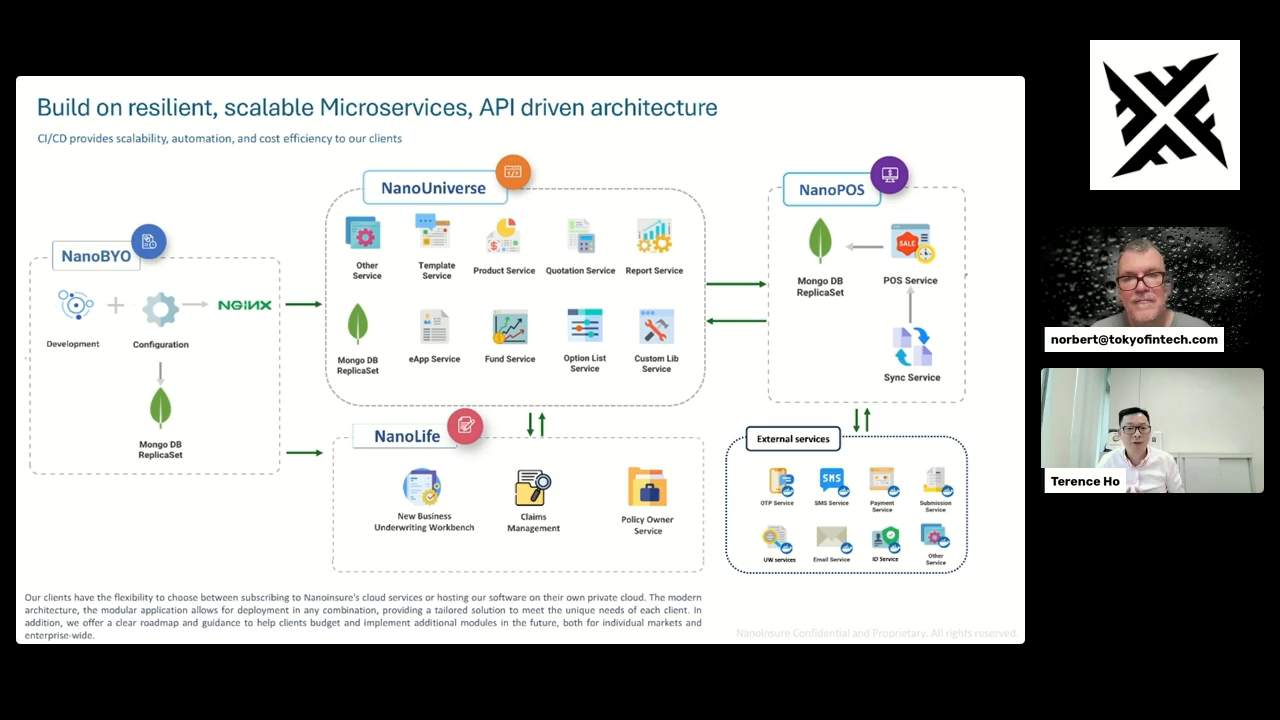 Build on resilient, scalable Microservices, API driven architecture
CI/CD provides scalability, automation, and cost efficiency to our clients
NanoBYO
Development
Configuration
NGINX
Mongo DB
ReplicaSet
NanoUniverse
Other
Service
Template
Service
Product Service
Quotation Service
Report Service
Mongo DB
ReplicaSet
eApp Service
Fund Service
Option List
Service
Custom Lib
Service
NanoPOS
Mongo DB
ReplicaSet
SALE
POS Service
Sync Service
NanoLife
New Business
Underwriting Workbench
Claims
Management
Policy Owner
Service
External services
OTP Service
SMS
SMS Service
Payment
Service
Submission
Service
UW services
Email Service
ID Service
Other
Service
Our clients have the flexibility to choose between subscribing to Nanoinsure's cloud services or hosting our software on their own private cloud. The modern
architecture, the modular application allows for deployment in any combination, providing a tailored solution to meet the unique needs of each client. In
addition, we offer a clear roadmap and guidance to help clients budget and implement additional modules in the future, both for individual markets and
enterprise-wide.
Nanoinsure Confidential and Proprietary. All rights reserved.
norbert@tokyofintech.com
Terence Ho